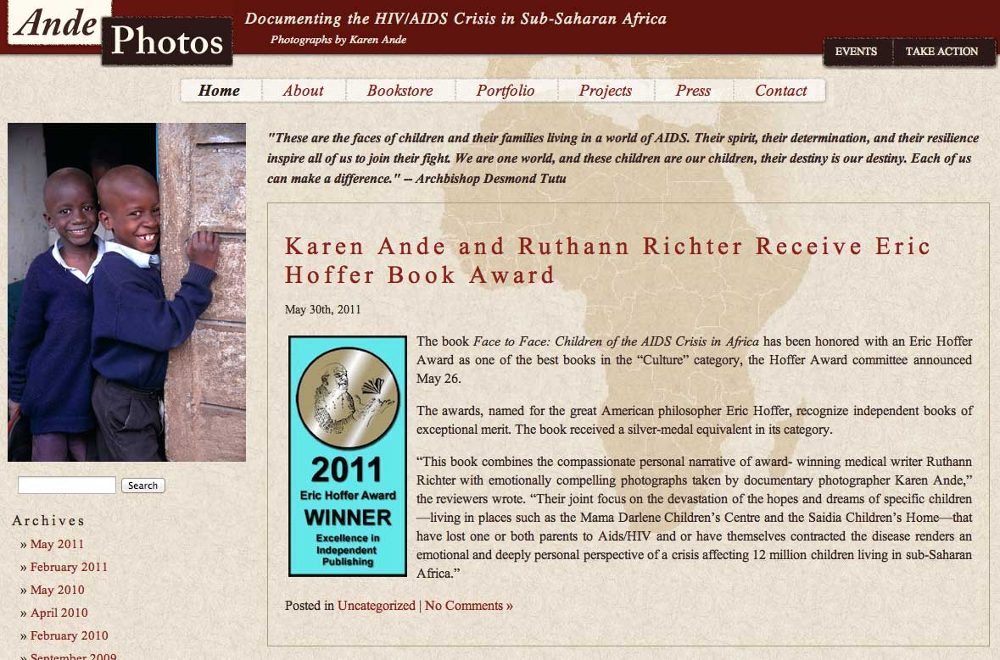 Ande
Photos
Documenting the HIV/AIDS Crisis in Sub-Saharan Africa
Photographs by Karen Ande
EVENTS
TAKE ACTION
Home
About
Bookstore
Portfolio
Projects
Press
Contact
"These are the faces of children and their families living in a world of AIDS. Their spirit, their determination, and their resilience
inspire all of us to join their fight. We are one world, and these children are our children, their destiny is our destiny. Each of us
can make a difference." -- Archbishop Desmond Tutu
Karen Ande and Ruthann Richter Receive Eric
Hoffer Book Award
May 30th, 2011
2011
Eric Hoffer Award
WINNER
Excellence in
Independent
Publishing
The book Face to Face: Children of the AIDS Crisis in Africa has been honored with an Eric Hoffer
Award as one of the best books in the “Culture” category, the Hoffer Award committee announced
May 26.
The awards, named for the great American philosopher Eric Hoffer, recognize independent books of
exceptional merit. The book received a silver-medal equivalent in its category.
“This book combines the compassionate personal narrative of award- winning medical writer Ruthann
Richter with emotionally compelling photographs taken by documentary photographer Karen Ande,”
the reviewers wrote. “Their joint focus on the devastation of the hopes and dreams of specific children
—living in places such as the Mama Darlene Children’s Centre and the Saidia Children’s Home—that
have lost one or both parents to Aids/HIV and or have themselves contracted the disease renders an
emotional and deeply personal perspective of a crisis affecting 12 million children living in sub-Saharan
Africa.”
Posted in Uncategorized | No Comments »
Search
Archives
» May 2011
» February 2011
» May 2010
» April 2010
» February 2010
» September 2009